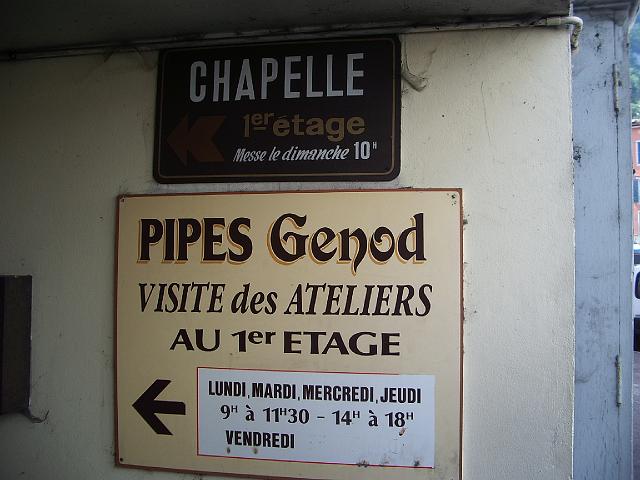 CHAPELLE
1er étage
Messe le dimanche 10H
PIPES Genod
VISITE des ATELIERS
AU 1er ETAGE
LUNDI, MARDI, MERCREDI, JEUDI
9H à 11H30 - 14H à 18H
VENDREDI